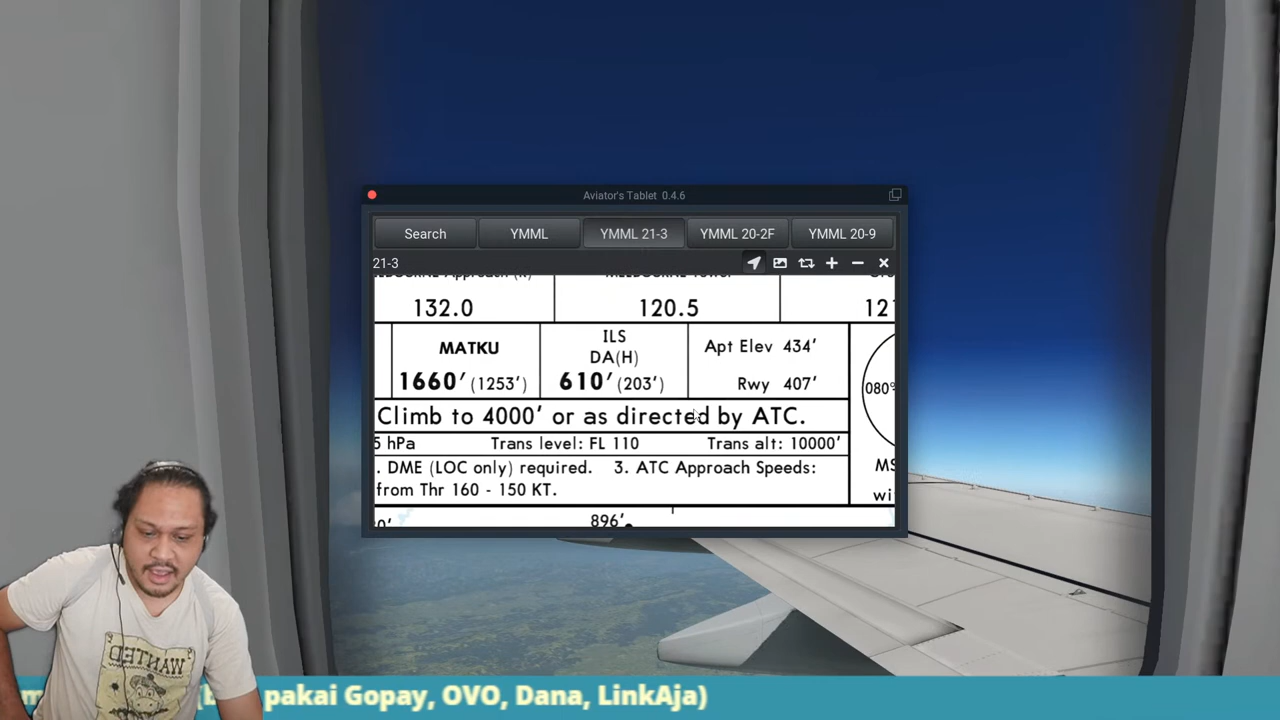 Aviator's Tablet 0.4.6
Search YMML YMML 21-3 YMML 20-2F YMML 20-9
21-3
132.0 120.5
MATKU ILS Apt Elev 434'
DA(H)
1660' (1253') 610' (203') Rwy 407'
080°
Climb to 4000' or as directed by ATC.
hPa Trans level: FL 110 Trans alt: 10000'
. DME (LOC only) required. 3. ATC Approach Speeds:
from Thr 160 - 150 KT.
896'
WANTED
pakai Gopay, OVO, Dana, LinkAja)